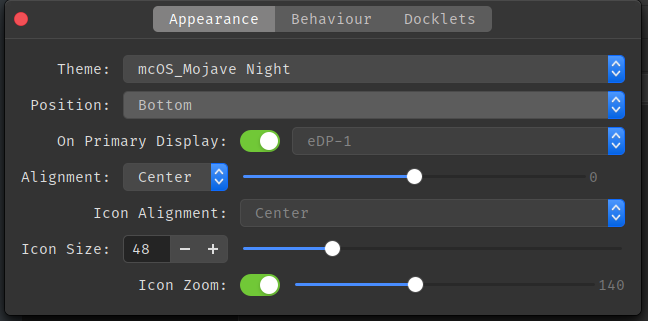 Appearance Behaviour Docklets
Theme: mcOS_Mojave Night
Position: Bottom
On Primary Display: eDP-1
Alignment: Center 0
Icon Alignment: Center
Icon Size: 48 − +
Icon Zoom: 140